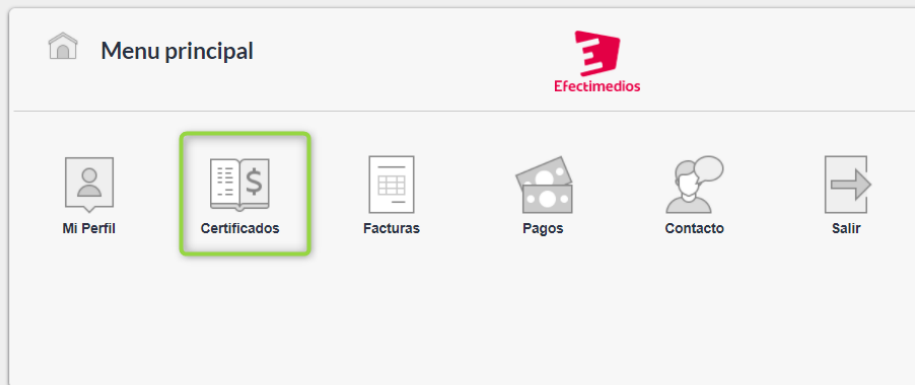 Menu principal
Efectimedios
Mi Perfil
Certificados
Facturas
Pagos
Contacto
Salir